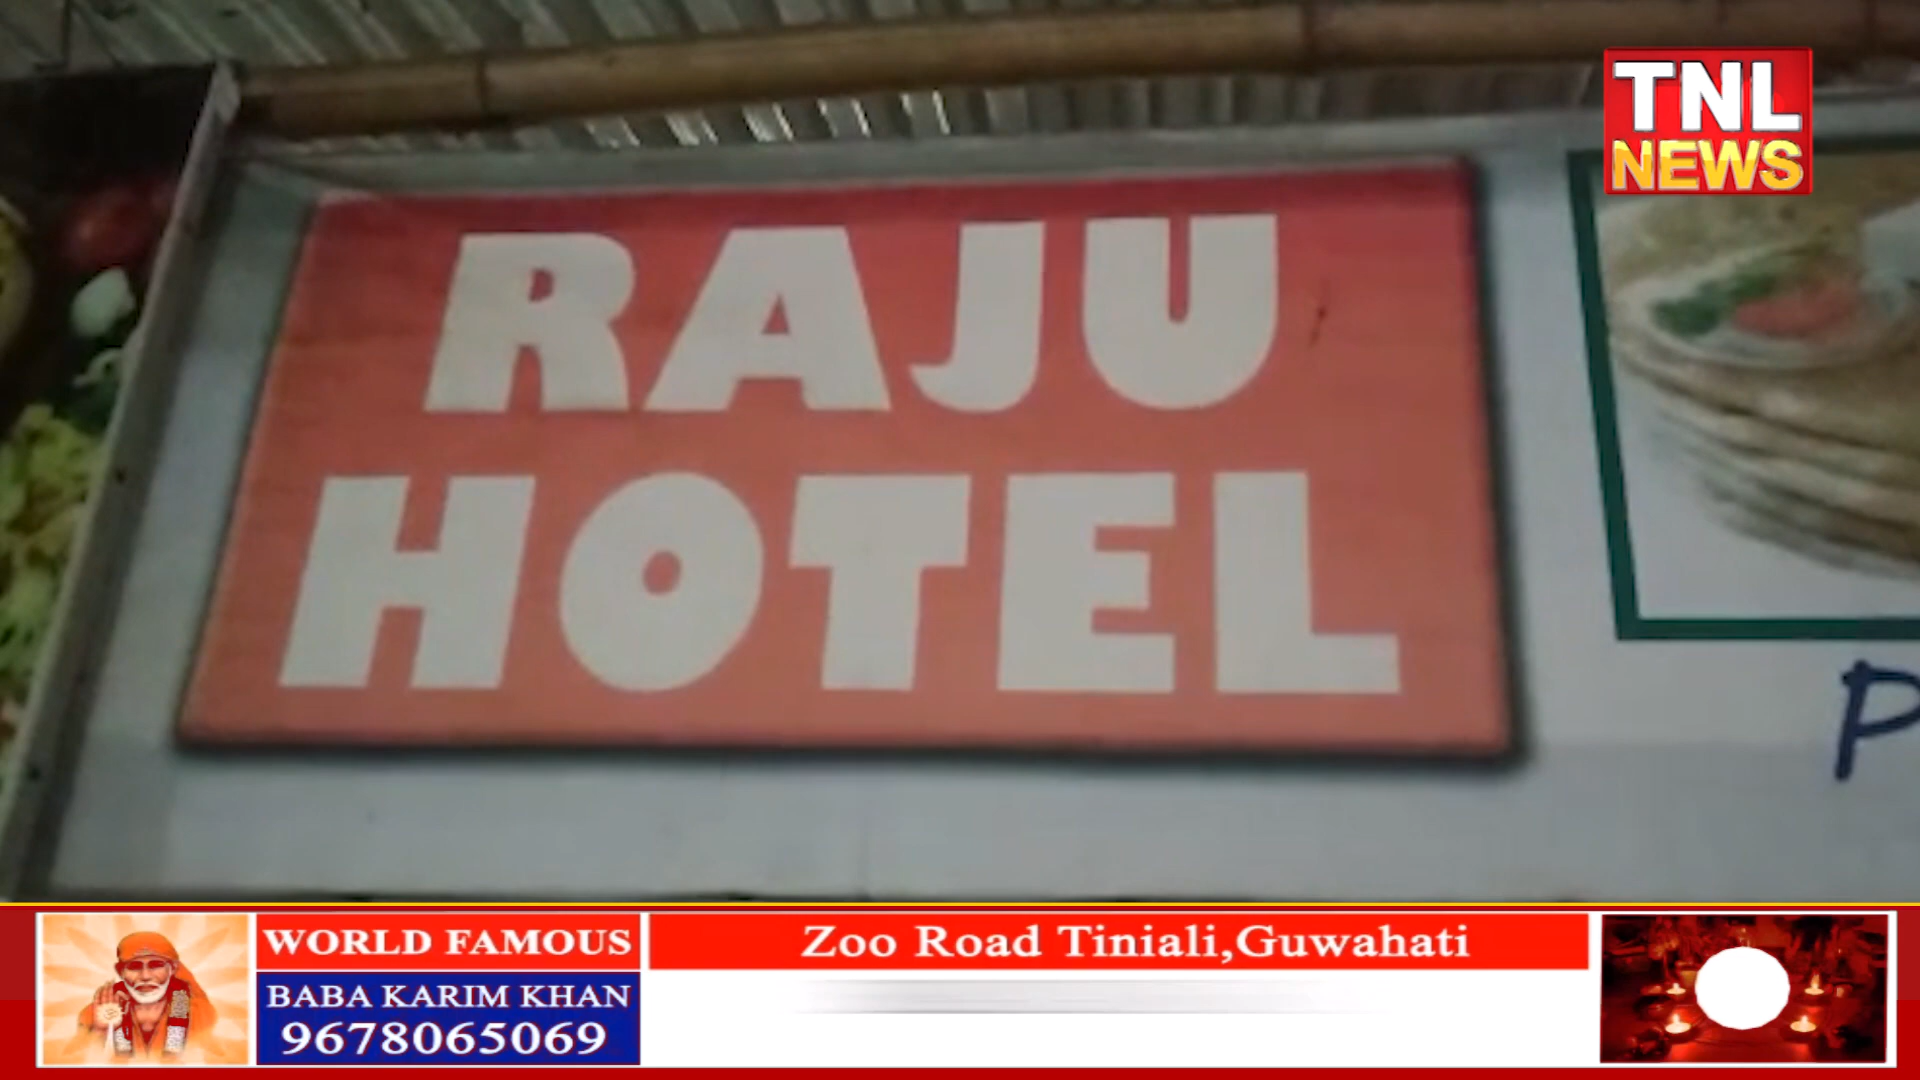 TNL
NEWS
RAJU
HOTEL
P
WORLD FAMOUS
BABA KARIM KHAN
9678065069
Zoo Road Tiniali,Guwahati